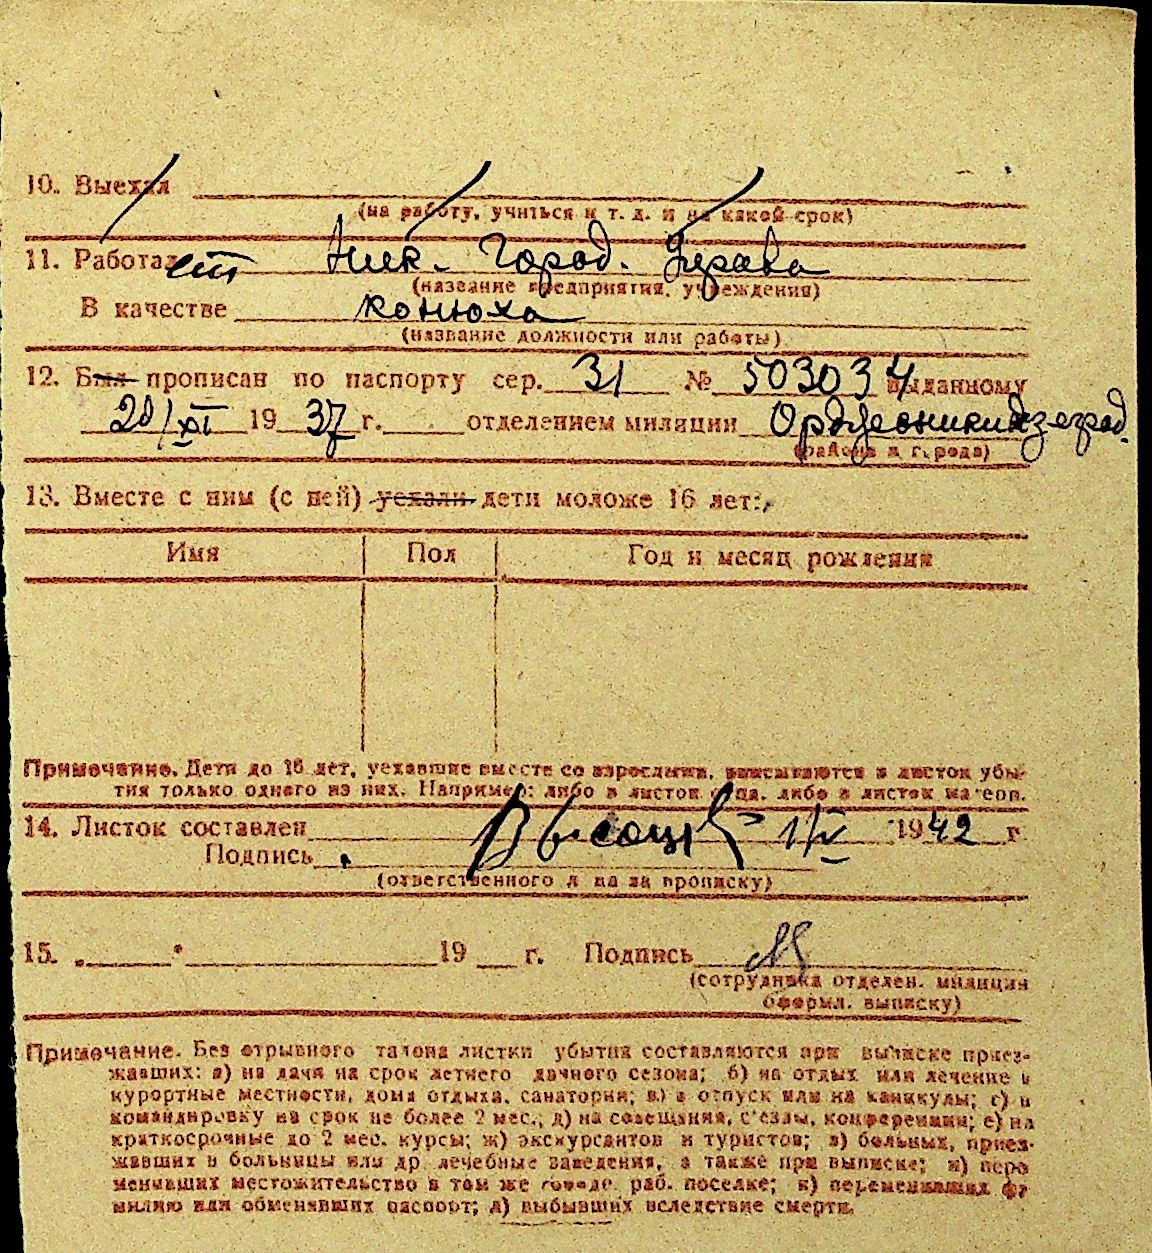 10. Выехал
(на работу, учиться и т. д. и на какой срок)
11. Работает Ник. Город. Управа
(название предприятия, учреждения)
В качестве конюха
(название должности или работы)
12. Был прописан по паспорту сер. 31 № 503034 выданному
20/XI 1937 г. отделением милиции Орджоникидзеград.
(района и города)
13. Вместе с ним (с ней) уехали дети моложе 16 лет:
Имя Пол Год и месяц рождения
Примечание. Дети до 16 лет, уехавшие вместе со взрослыми, вписываются в листок убы-
тия только одного из них. Например: либо в листок отца, либо в листок матери.
14. Листок составлен 1/V 1942 г
Подпись
(ответственного л ца за прописку)
15. „ " 19 г. Подпись
(сотрудника отделен. милиции
оформл. выписку)
Примечание. Без отрывного талона листки убытия составляются при выписке приез-
жавших: а) на дачи на срок летнего дачного сезона; б) на отдых или лечение в
курортные местности, дома отдыха, санатории; в) в отпуск или на каникулы; г) в
командировку на срок не более 2 мес., д) на совещания, с'езды, конференции; е) на
краткосрочные до 2 мес. курсы; ж) экскурсантов и туристов; з) больных, приез-
жавших в больницы или др. лечебные заведения, а также при выписке; и) пере
менивших местожительство в том же городе, раб. поселке; к) переменивших фа
милию или обменявших паспорт; л) выбывших вследствие смерти.